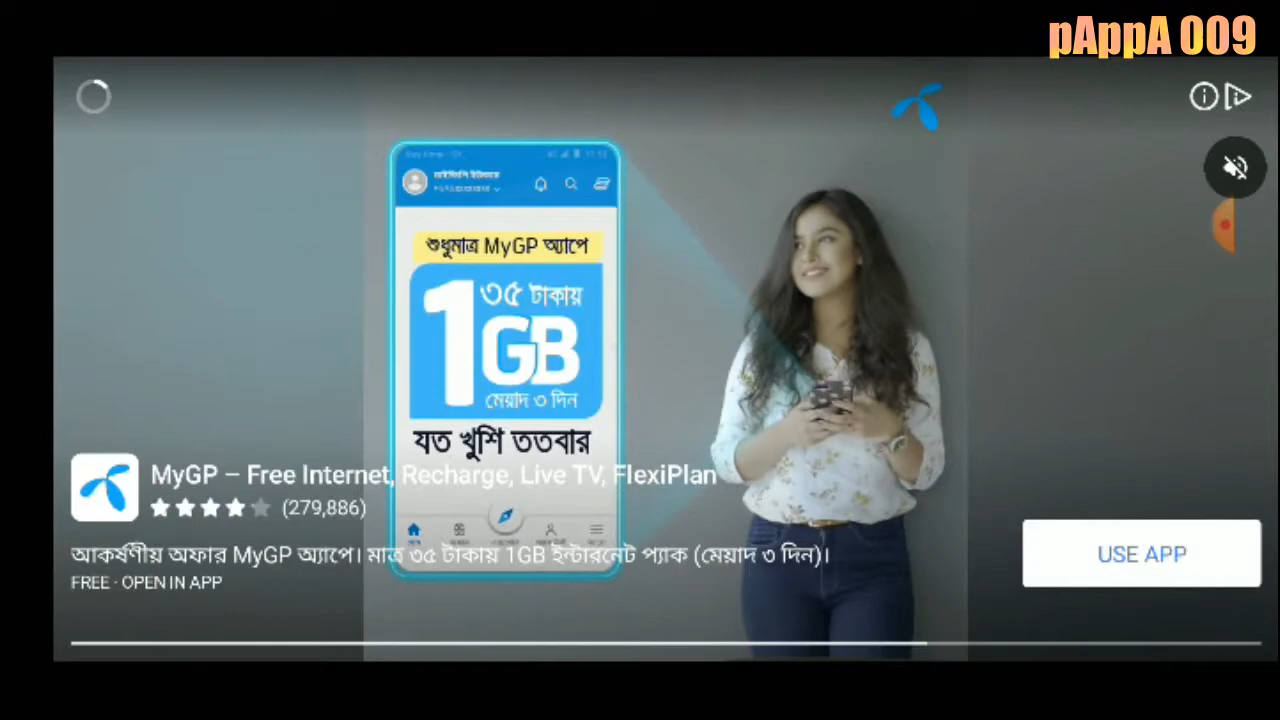 pAppA 009
শুধুমাত্র MyGP অ্যাপে
৩৫ টাকায়
1GB
মেয়াদ ৩ দিন
যত খুশি ততবার
MyGP – Free Internet, Recharge, Live TV, FlexiPlan
(279,886)
আকর্ষণীয় অফার MyGP অ্যাপে। মাত্র ৩৫ টাকায় 1GB ইন্টারনেট প্যাক (মেয়াদ ৩ দিন)।
FREE · OPEN IN APP
USE APP